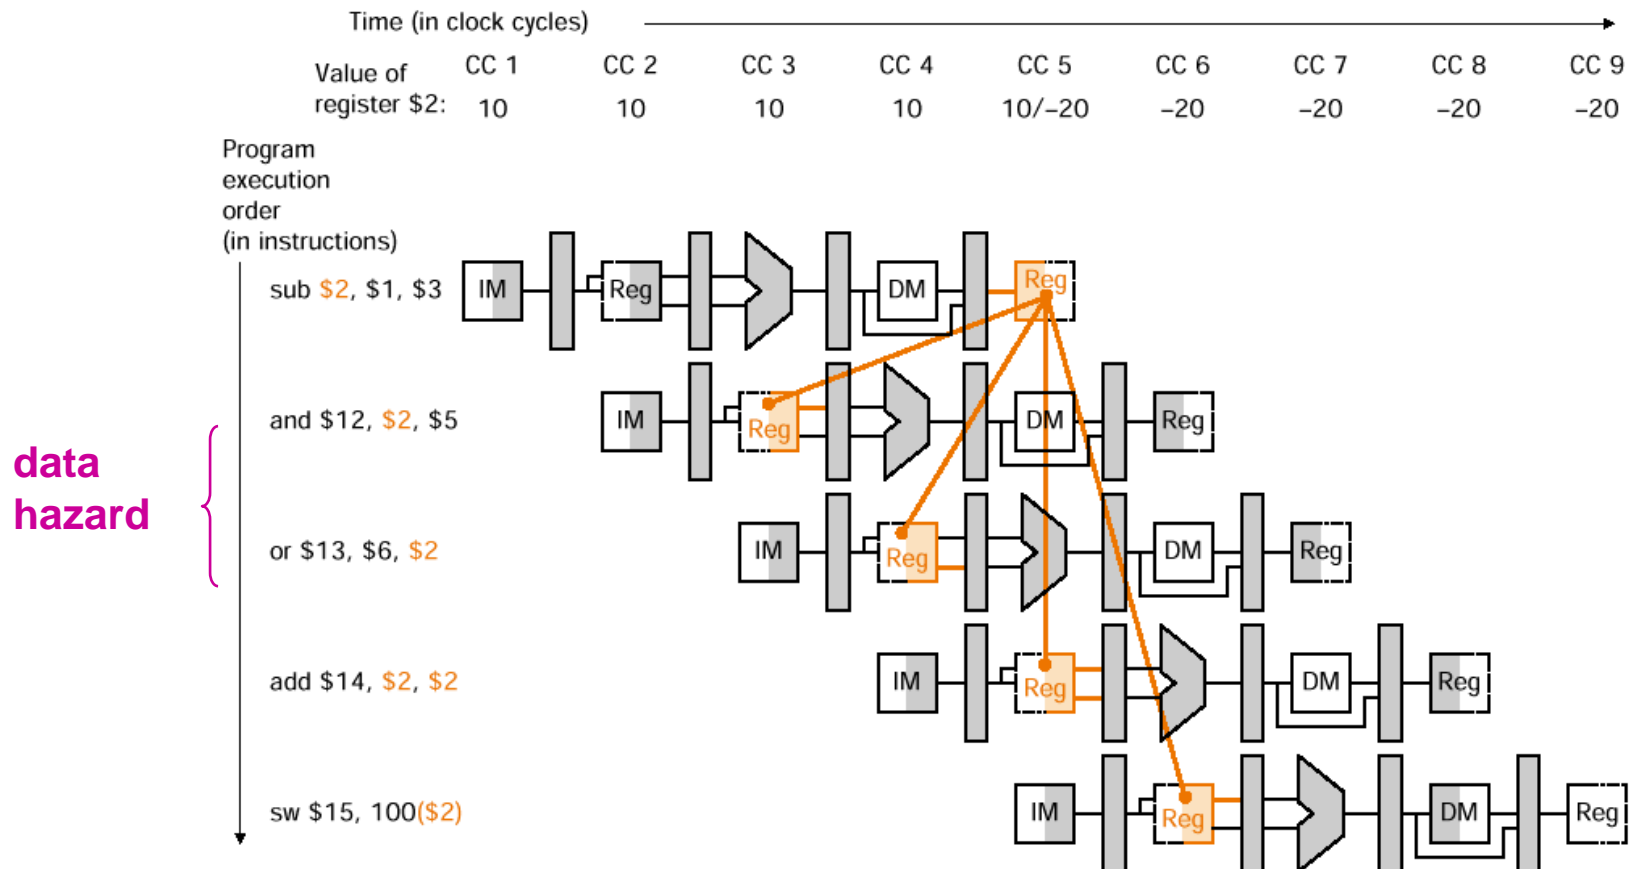 Time (in clock cycles)
Value of register $2:
CC 1 CC 2 CC 3 CC 4 CC 5 CC 6 CC 7 CC 8 CC 9
10 10 10 10 10/–20 –20 –20 –20 –20
Program
execution
order
(in instructions)
sub $2, $1, $3 IM Reg DM Reg
and $12, $2, $5 IM Reg DM Reg
data
hazard
or $13, $6, $2 IM Reg DM Reg
add $14, $2, $2 IM Reg DM Reg
sw $15, 100($2) IM Reg DM Reg